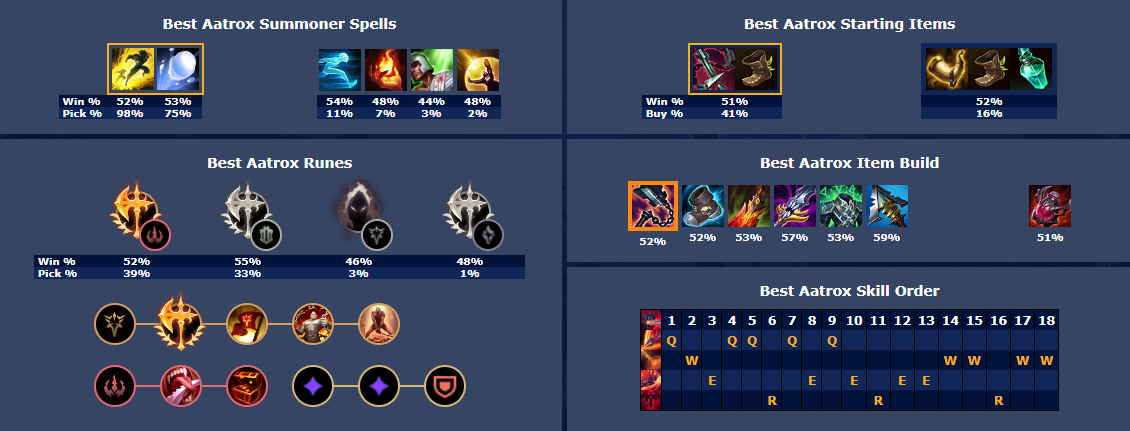 Best Aatrox Summoner Spells
Win % 52% 53% 54% 48% 44% 48%
Pick % 98% 75% 11% 7% 3% 2%
Best Aatrox Starting Items
Win % 51% 52%
Buy % 41% 16%
Best Aatrox Runes
Win % 52% 55% 46% 48%
Pick % 39% 33% 3% 1%
Best Aatrox Item Build
52% 52% 53% 57% 53% 59% 51%
Best Aatrox Skill Order
1 2 3 4 5 6 7 8 9 10 11 12 13 14 15 16 17 18
Q Q Q Q Q
W W W W W
E E E E E
R R R